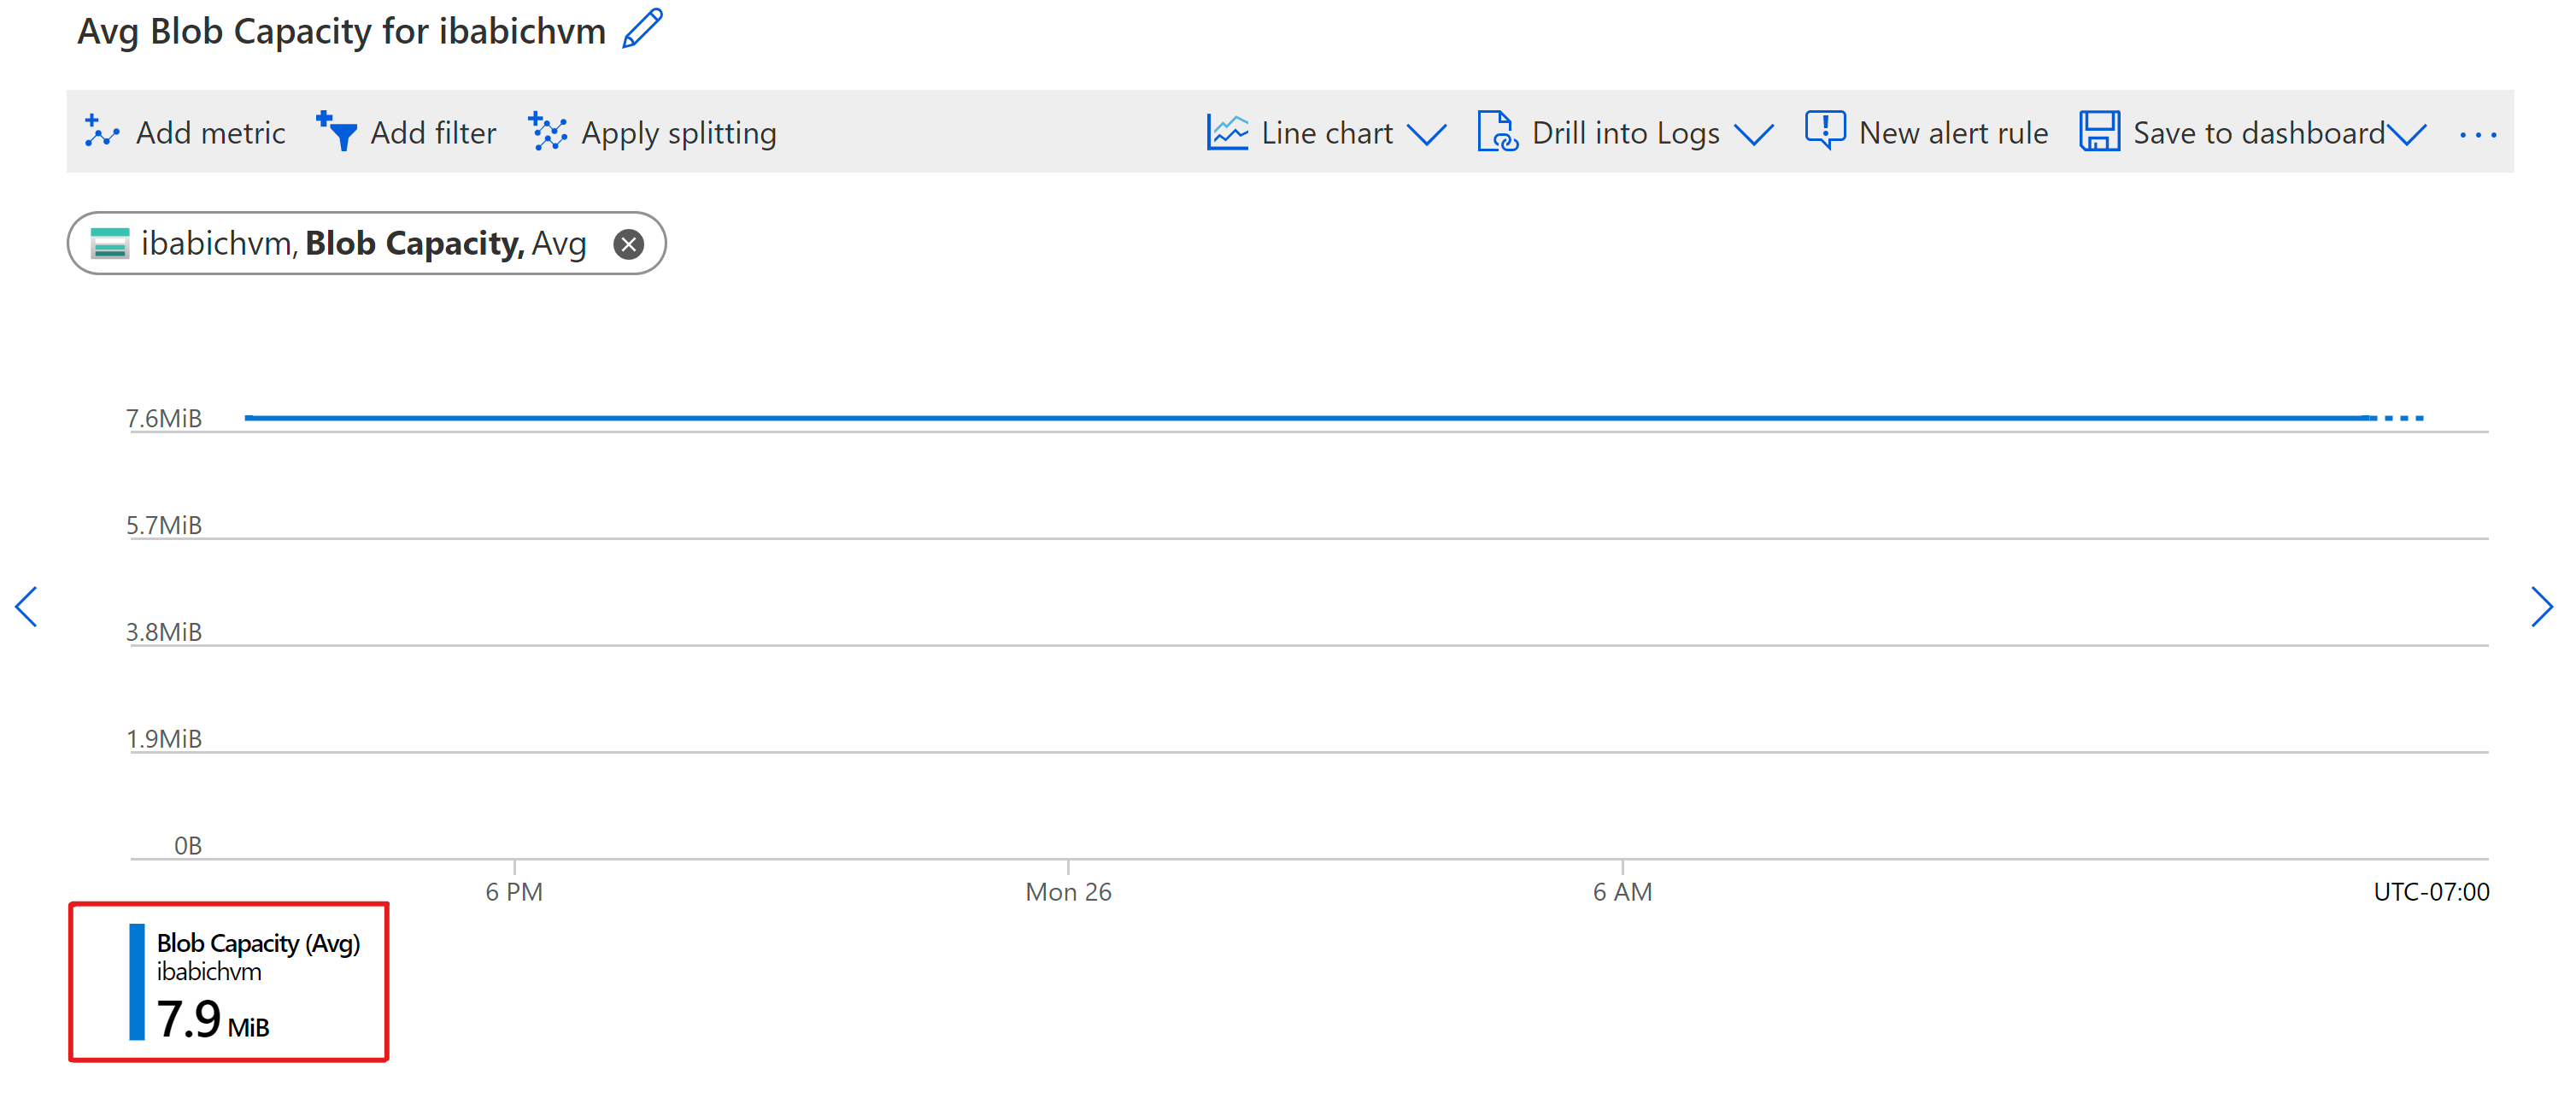 Avg Blob Capacity for ibabichvm
Add metric Add filter Apply splitting Line chart Drill into Logs New alert rule Save to dashboard ...
ibabichvm, Blob Capacity, Avg
7.6MiB
5.7MiB
3.8MiB
1.9MiB
0B
6 PM Mon 26 6 AM UTC-07:00
Blob Capacity (Avg)
ibabichvm
7.9 MiB